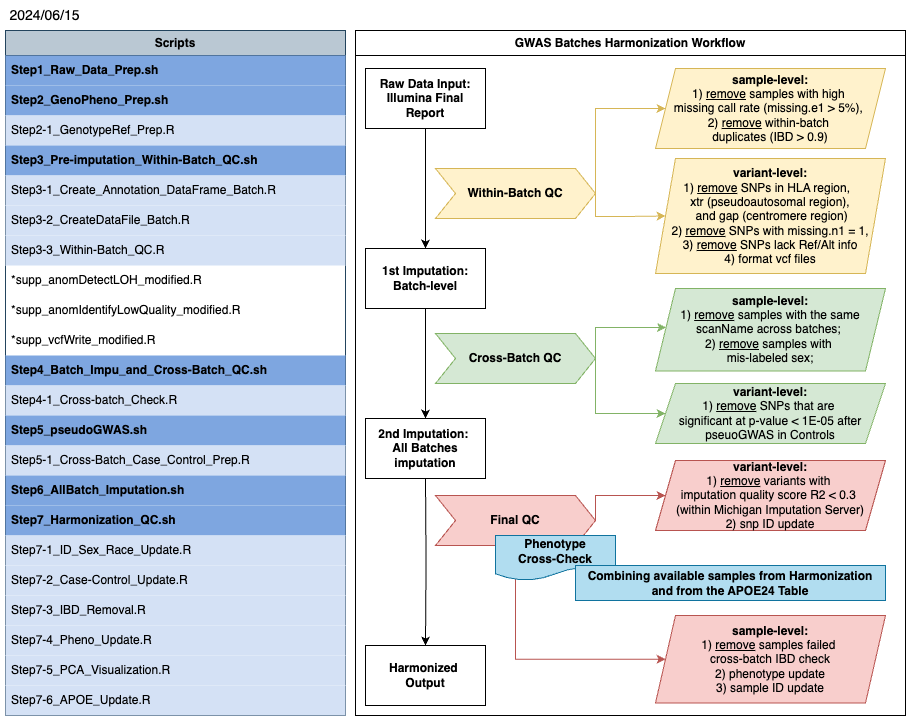 2024/06/15
Scripts
Step1_Raw_Data_Prep.sh
Step2_GenoPheno_Prep.sh
Step2-1_GenotypeRef_Prep.R
Step3_Pre-imputation_Within-Batch_QC.sh
Step3-1_Create_Annotation_DataFrame_Batch.R
Step3-2_CreateDataFile_Batch.R
Step3-3_Within-Batch_QC.R
*supp_anomDetectLOH_modified.R
*supp_anomIdentifyLowQuality_modified.R
*supp_vcfWrite_modified.R
Step4_Batch_Impu_and_Cross-Batch_QC.sh
Step4-1_Cross-batch_Check.R
Step5_pseudoGWAS.sh
Step5-1_Cross-Batch_Case_Control_Prep.R
Step6_AllBatch_Imputation.sh
Step7_Harmonization_QC.sh
Step7-1_ID_Sex_Race_Update.R
Step7-2_Case-Control_Update.R
Step7-3_IBD_Removal.R
Step7-4_Pheno_Update.R
Step7-5_PCA_Visualization.R
Step7-6_APOE_Update.R
GWAS Batches Harmonization Workflow
Raw Data Input:
Illumina Final
Report
Within-Batch QC
sample-level:
1) remove samples with high
missing call rate (missing.e1 > 5%),
2) remove within-batch
duplicates (IBD > 0.9)
variant-level:
1) remove SNPs in HLA region,
xtr (pseudoautosomal region),
and gap (centromere region)
2) remove SNPs with missing.n1 = 1,
3) remove SNPs lack Ref/Alt info
4) format vcf files
1st Imputation:
Batch-level
Cross-Batch QC
sample-level:
1) remove samples with the same
scanName across batches;
2) remove samples with
mis-labeled sex;
variant-level:
1) remove SNPs that are
significant at p-value < 1E-05 after
pseuoGWAS in Controls
2nd Imputation:
All Batches
imputation
Final QC
variant-level:
1) remove variants with
imputation quality score R2 < 0.3
(within Michigan Imputation Server)
2) snp ID update
Phenotype
Cross-Check
Combining available samples from Harmonization
and from the APOE24 Table
sample-level:
1) remove samples failed
cross-batch IBD check
2) phenotype update
3) sample ID update
Harmonized
Output